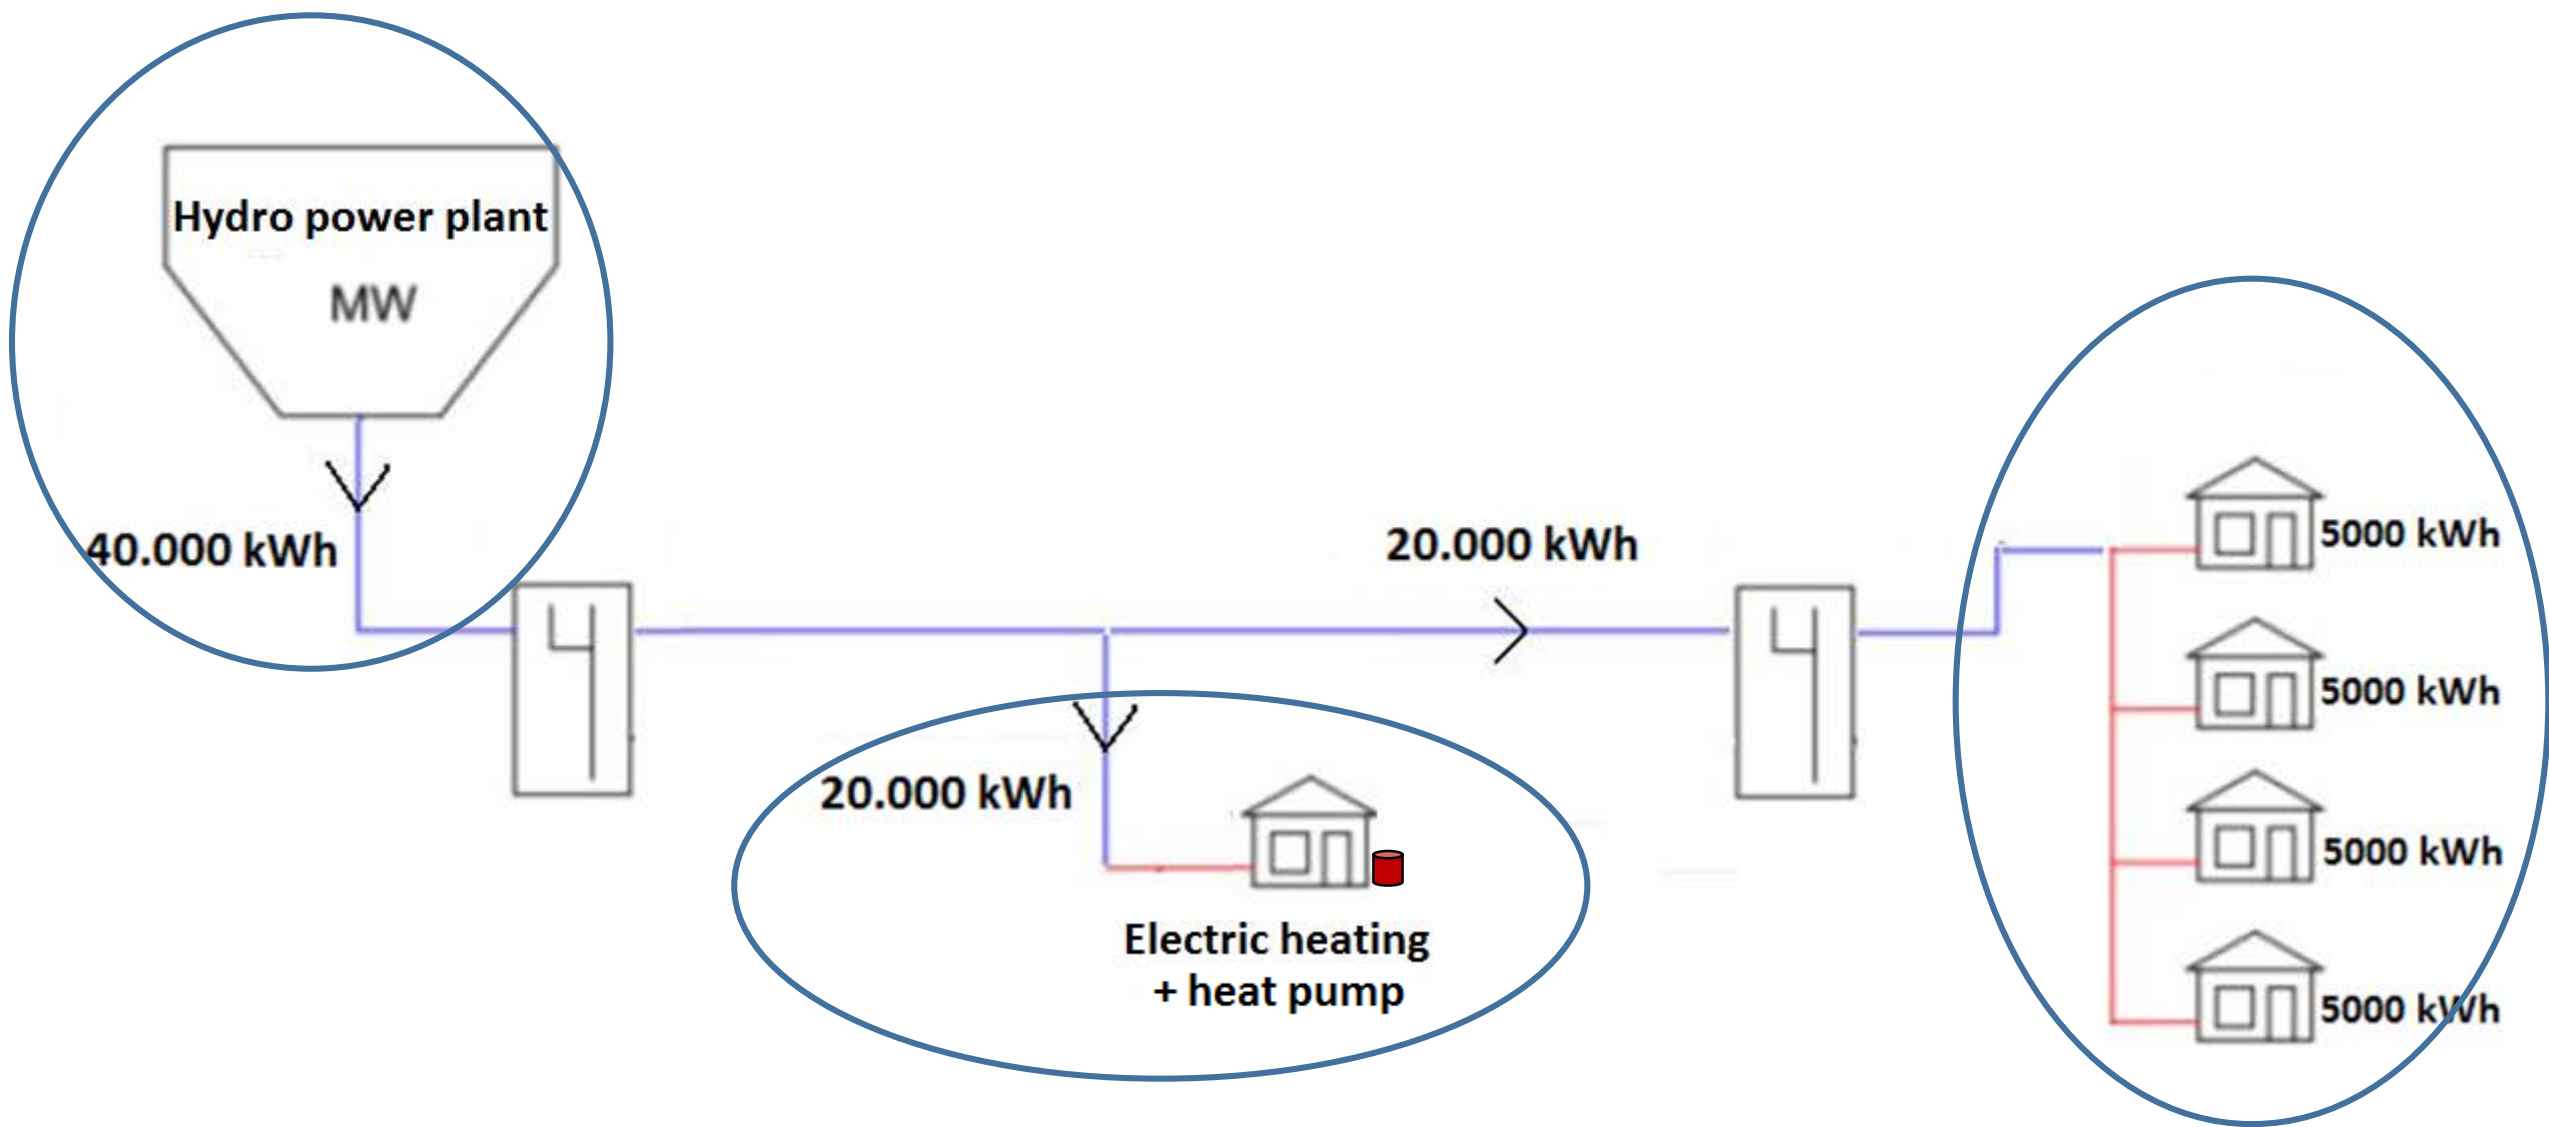 Hydro power plant
MW
40.000 kWh
20.000 kWh
20.000 kWh
Electric heating
+ heat pump
5000 kWh
5000 kWh
5000 kWh
5000 kWh